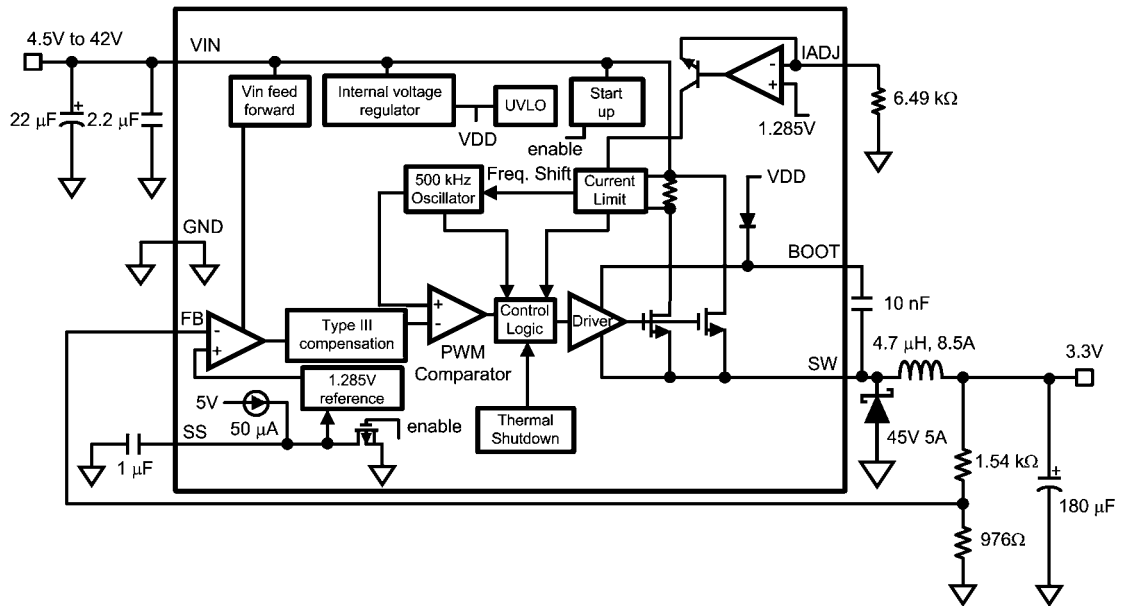 4.5V to 42V
VIN
IADJ
Vin feed
forward
Internal voltage
regulator
UVLO
Start
up
-
+
6.49 kΩ
+
22 μF
2.2 μF
VDD
enable
1.285V
500 kHz
Oscillator
Freq. Shift
Current
Limit
VDD
GND
BOOT
FB
-
+
Type III
compensation
+
-
PWM
Comparator
Control
Logic
Driver
10 nF
4.7 μH, 8.5A
SW
3.3V
1.285V
reference
5V
50 μA
SS
enable
Thermal
Shutdown
45V 5A
1 μF
1.54 kΩ
+
180 μF
976Ω